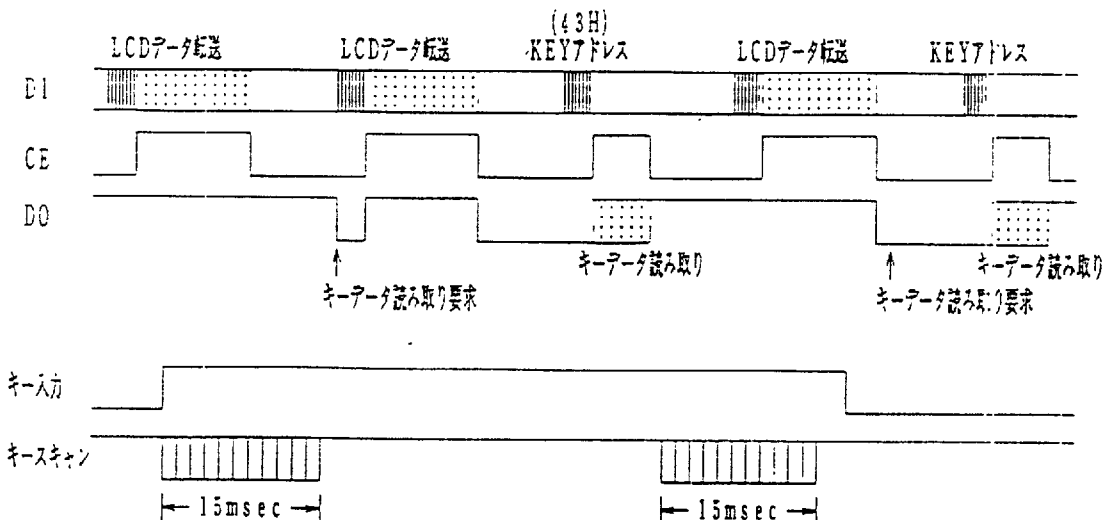 (43H)
LCDデータ転送 LCDデータ転送 KEYアドレス LCDデータ転送 KEYアドレス
DI
CE
DO
キーデータ読み取り キーデータ読み取り
キーデータ読み取り要求 キーデータ読み取り要求
キー入力
キースキャン
15msec 15msec